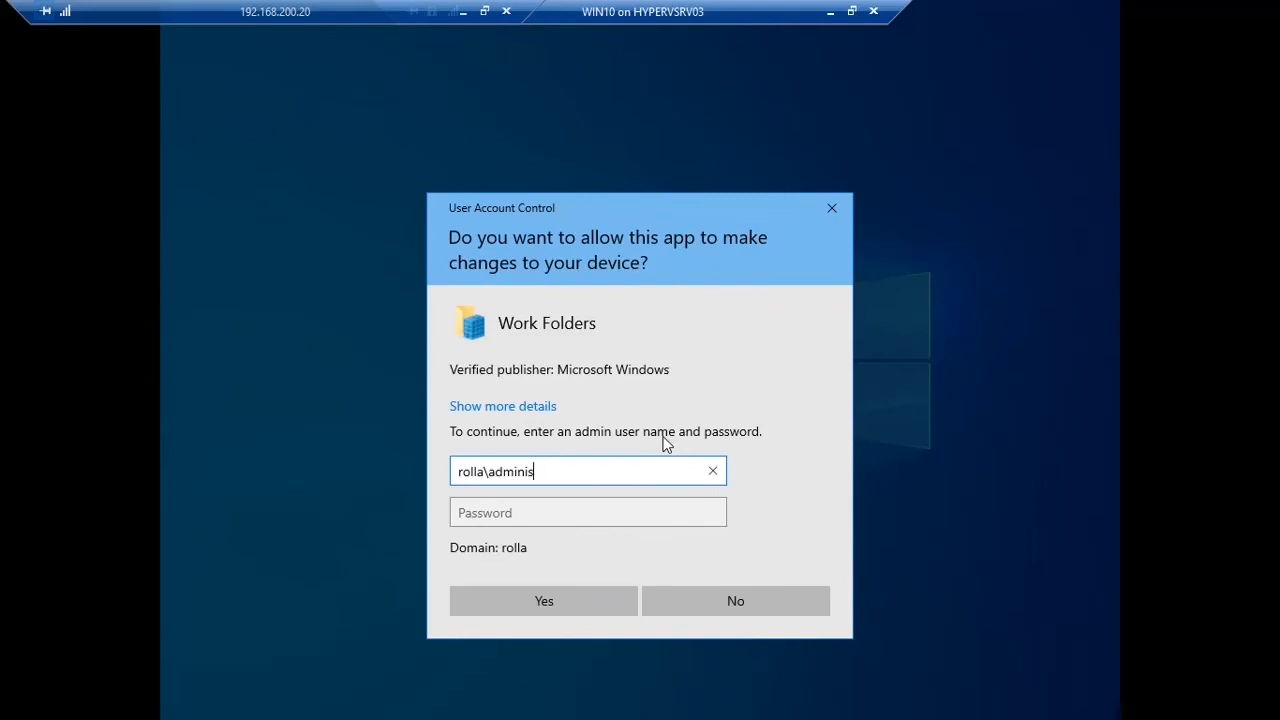 192.168.200.20
WIN10 on HYPERVSRV03
User Account Control
Do you want to allow this app to make
changes to your device?
Work Folders
Verified publisher: Microsoft Windows
Show more details
To continue, enter an admin user name and password.
rolla\adminis
Password
Domain: rolla
Yes
No